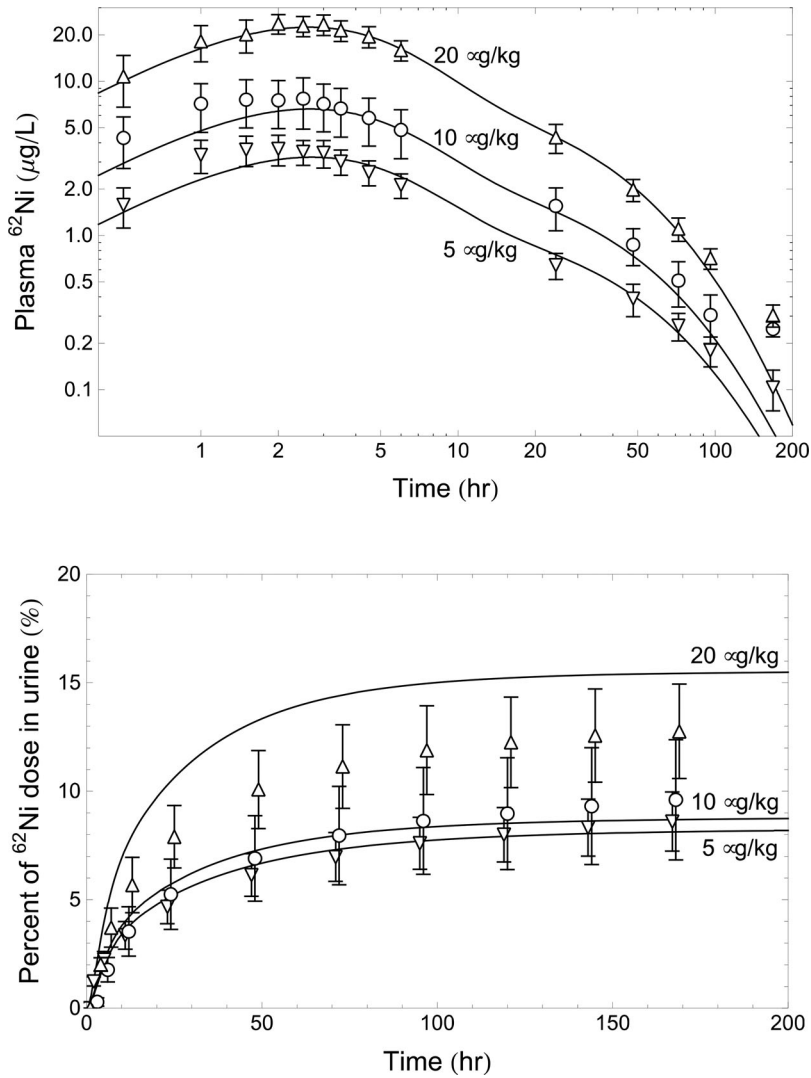 20.0
10.0
5.0
2.0
1.0
0.5
0.2
0.1
Plasma ⁶²Ni (μg/L)
20 ∝g/kg
10 ∝g/kg
5 ∝g/kg
1 2 5 10 20 50 100 200
Time (hr)
20
15
10
5
0
Percent of ⁶²Ni dose in urine (%)
20 ∝g/kg
10 ∝g/kg
5 ∝g/kg
0 50 100 150 200
Time (hr)